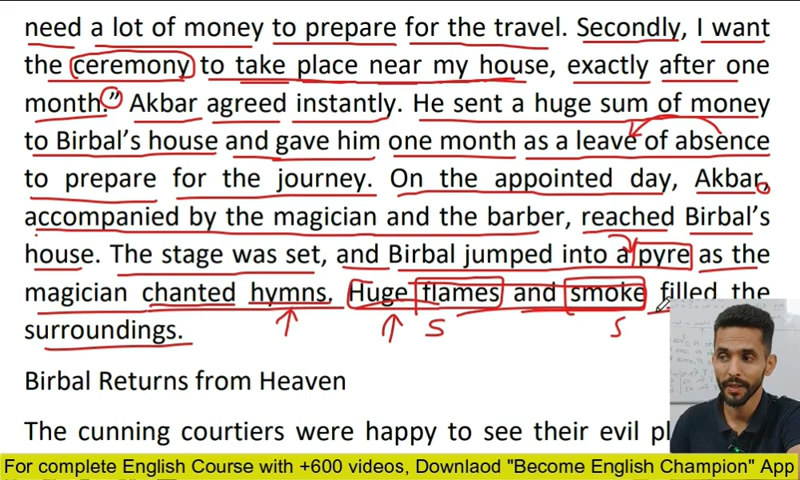 need a lot of money to prepare for the travel. Secondly, I want
the ceremony to take place near my house, exactly after one
month." Akbar agreed instantly. He sent a huge sum of money
to Birbal's house and gave him one month as a leave of absence
to prepare for the journey. On the appointed day, Akbar,
accompanied by the magician and the barber, reached Birbal's
house. The stage was set, and Birbal jumped into a pyre as the
magician chanted hymns. Huge flames and smoke filled the
surroundings.
S S
Birbal Returns from Heaven
The cunning courtiers were happy to see their evil
For complete English Course with +600 videos, Downlaod "Become English Champion" App